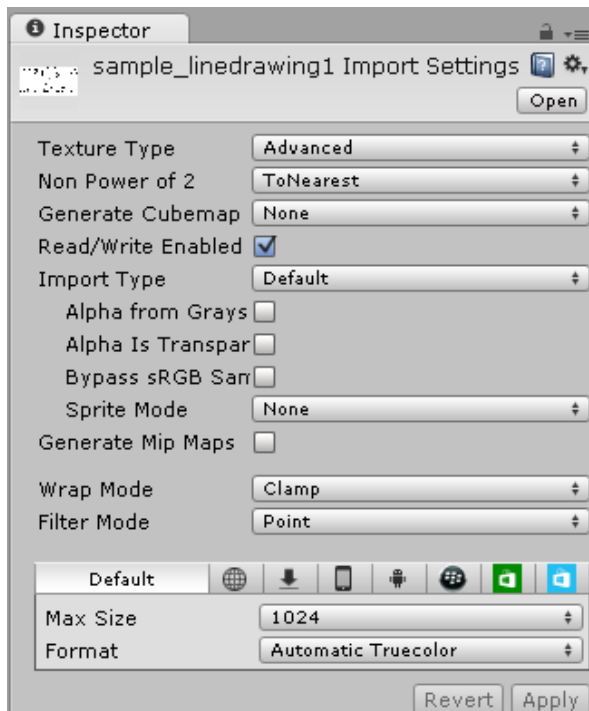 Inspector
sample_linedrawing1 Import Settings
Open
Texture Type Advanced
Non Power of 2 ToNearest
Generate Cubemap None
Read/Write Enabled
Import Type Default
Alpha from Grays
Alpha Is Transpar
Bypass sRGB Sam
Sprite Mode None
Generate Mip Maps
Wrap Mode Clamp
Filter Mode Point
Default
Max Size 1024
Format Automatic Truecolor
Revert Apply